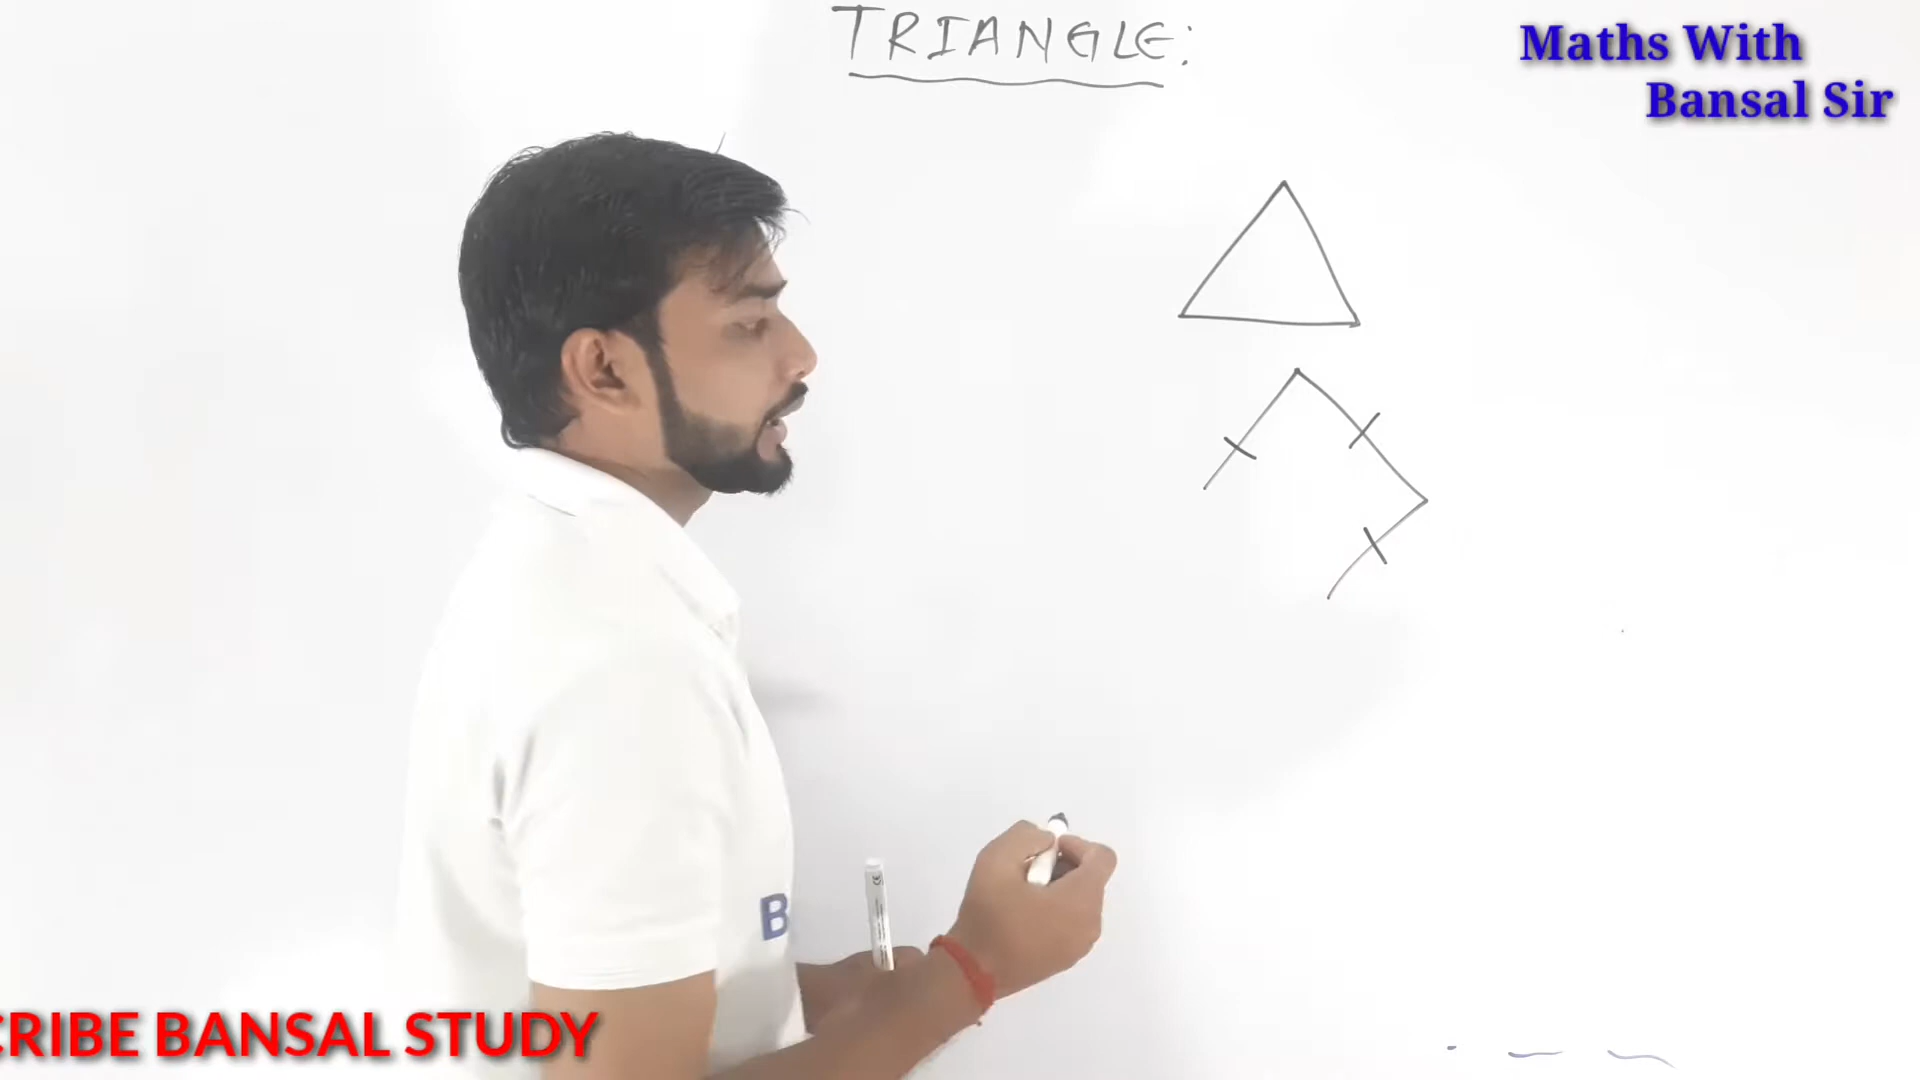 TRIANGLE:
Maths With
Bansal Sir
B
CRIBE BANSAL STUDY